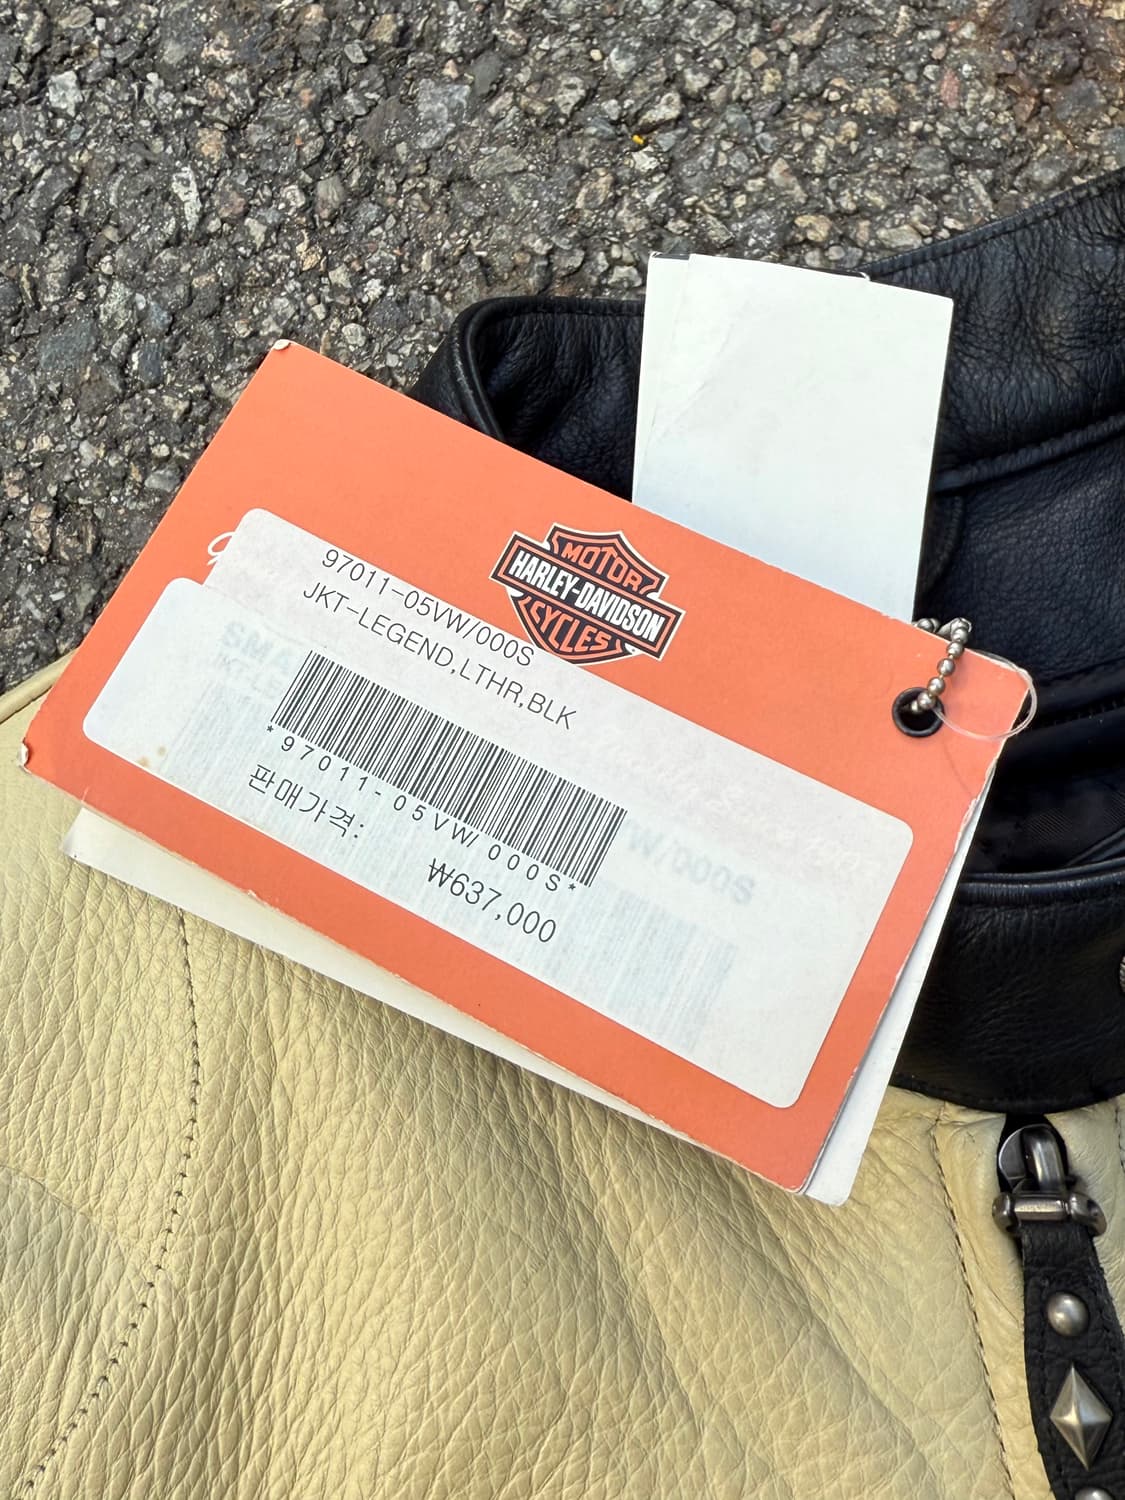 MOTOR
HARLEY-DAVIDSON
CYCLES
97011-05VW/000S
JKT-LEGEND,LTHR,BLK
*97011-05VW/000S*
판매가격:
₩637,000
W/000S